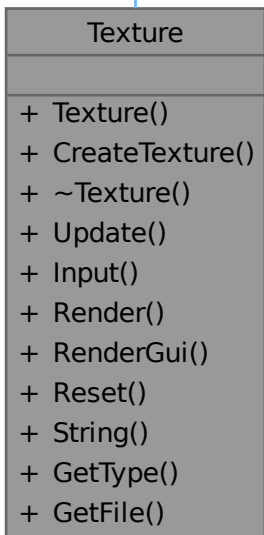 Texture
+ Texture()
+ CreateTexture()
+ ~Texture()
+ Update()
+ Input()
+ Render()
+ RenderGui()
+ Reset()
+ String()
+ GetType()
+ GetFile()